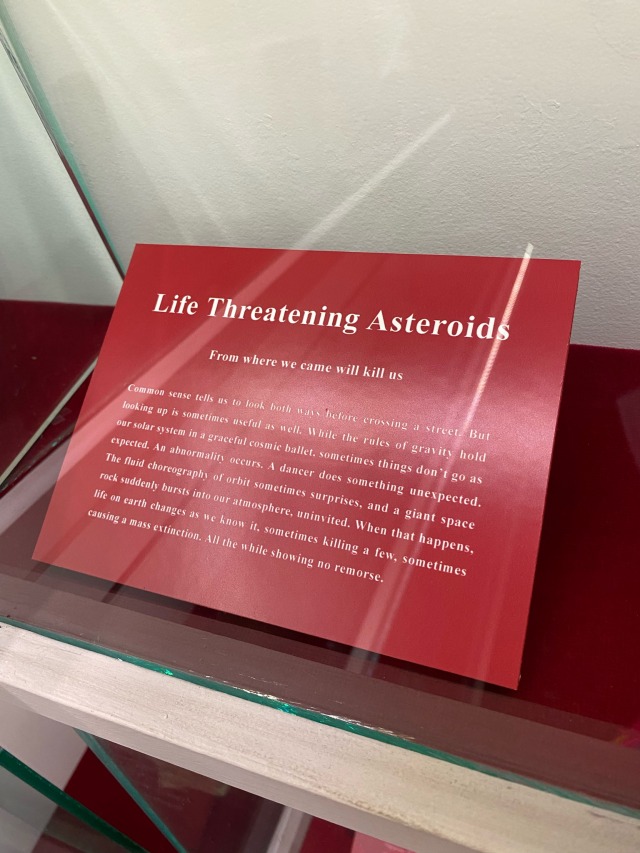 Life Threatening Asteroids
From where we came will kill us
Common sense tells us to look both ways before crossing a street. But
looking up is sometimes useful as well. While the rules of gravity hold
our solar system in a graceful cosmic ballet, sometimes things don't go as
expected. An abnormality occurs. A dancer does something unexpected.
The fluid choreography of orbit sometimes surprises, and a giant space
rock suddenly bursts into our atmosphere, uninvited. When that happens,
life on earth changes as we know it, sometimes killing a few, sometimes
causing a mass extinction. All the while showing no remorse.